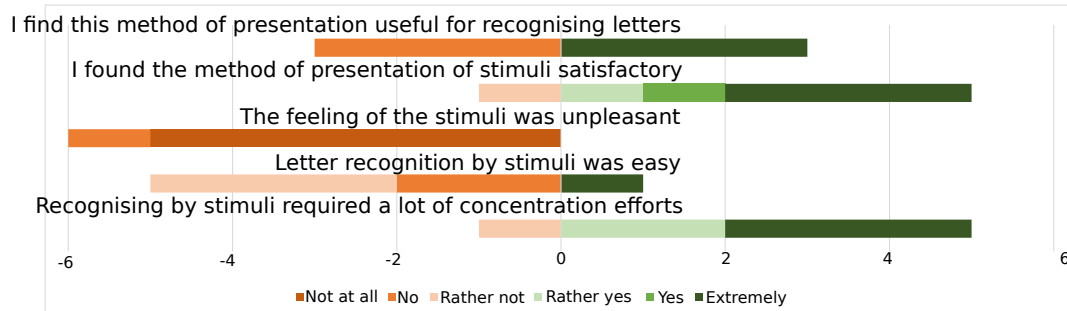 I find this method of presentation useful for recognising letters
I found the method of presentation of stimuli satisfactory
The feeling of the stimuli was unpleasant
Letter recognition by stimuli was easy
Recognising by stimuli required a lot of concentration efforts
-6 -4 -2 0 2 4 6
Not at all No Rather not Rather yes Yes Extremely